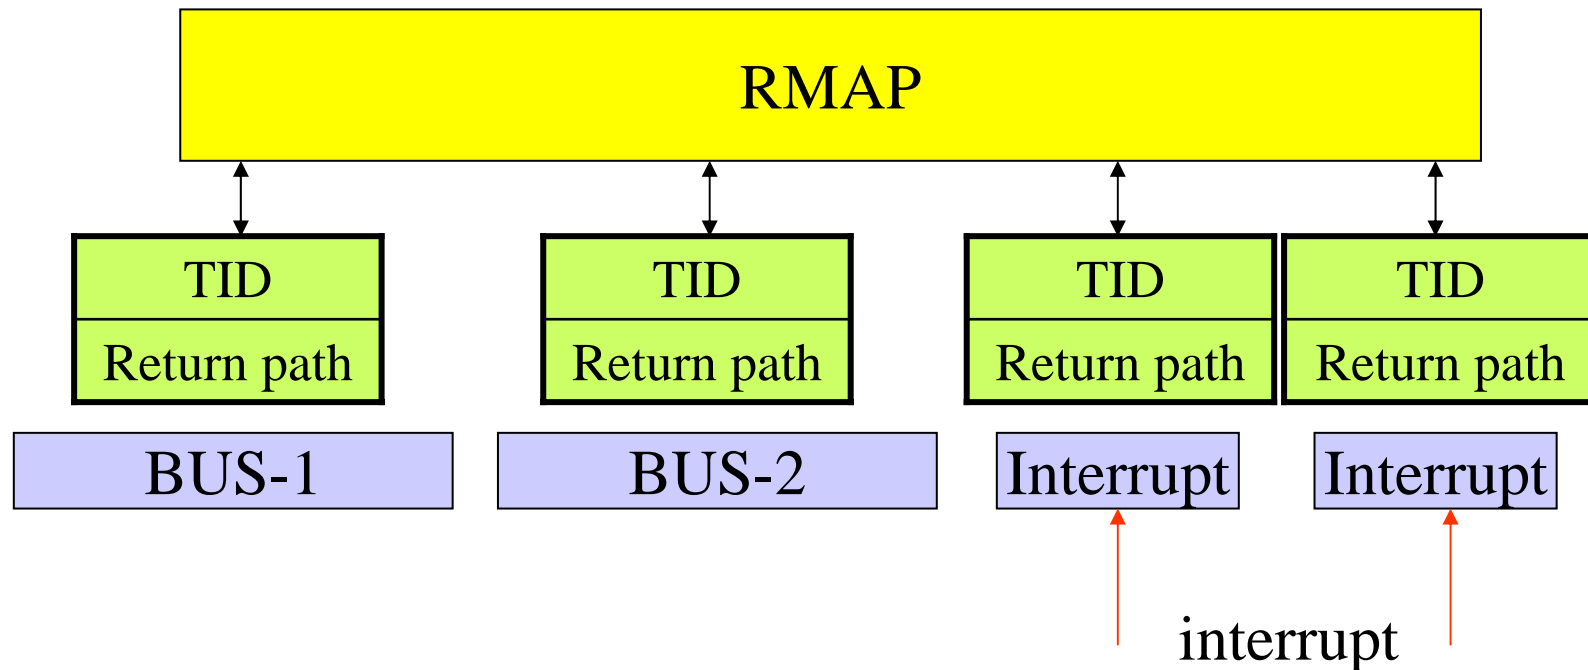 RMAP
TID TID TID TID
Return path Return path Return path Return path
BUS-1 BUS-2 Interrupt Interrupt
interrupt